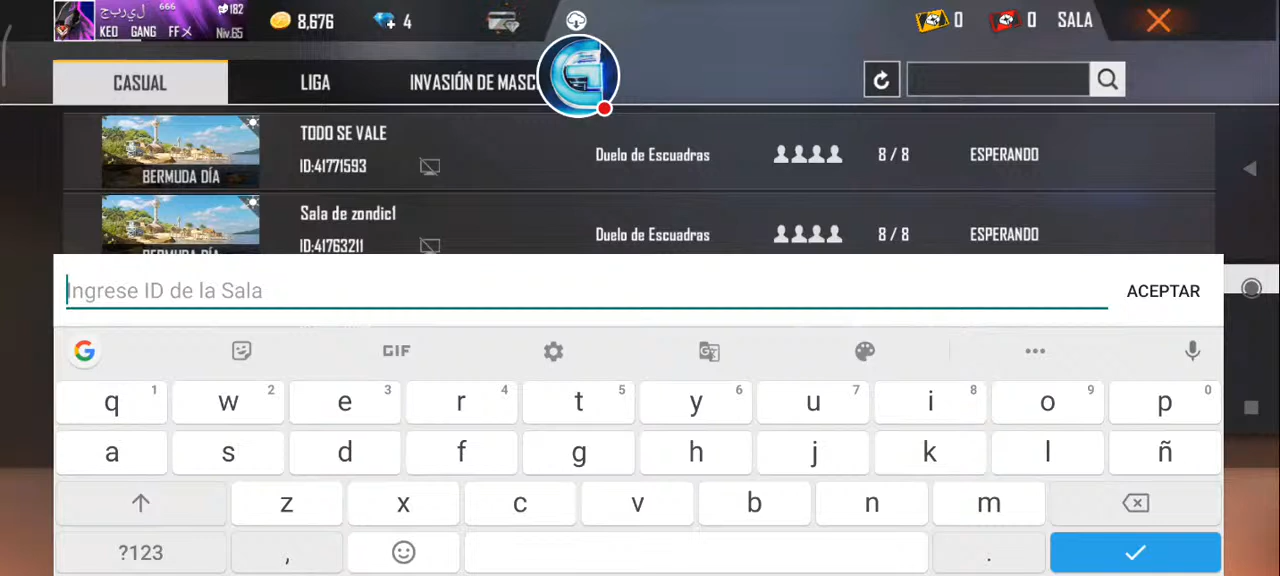 جبريل 666 182
KEO GANG FF Niv.65
8,676
4
0
0
SALA
CASUAL
LIGA
INVASIÓN DE MASC
TODO SE VALE
ID:41771593
BERMUDA DÍA
Duelo de Escuadras
8 / 8
ESPERANDO
Sala de zondic1
ID:41763211
Duelo de Escuadras
8 / 8
ESPERANDO
Ingrese ID de la Sala
ACEPTAR
G GIF
q 1 w 2 e 3 r 4 t 5 y 6 u 7 i 8 o 9 p 0
a s d f g h j k l ñ
z x c v b n m
?123 , .